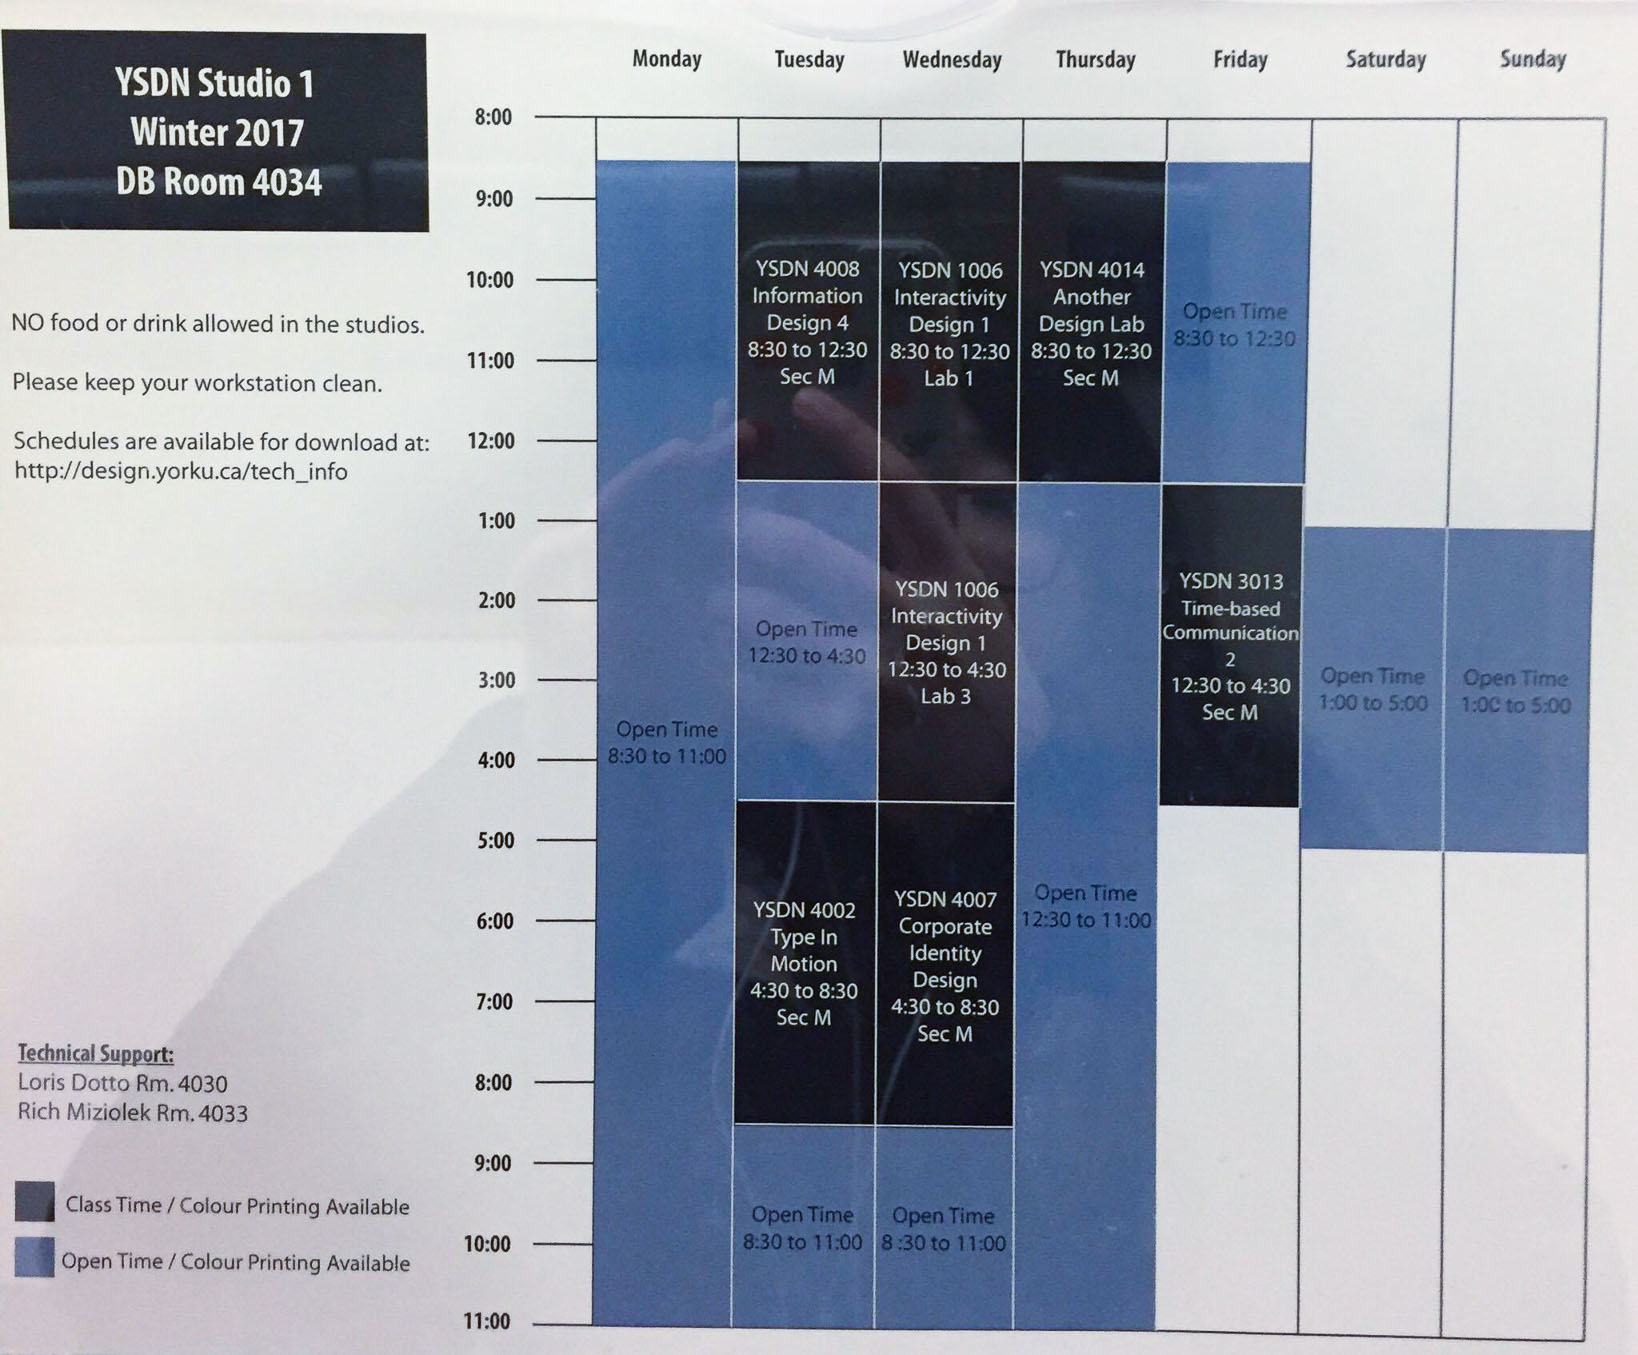 YSDN Studio 1
Winter 2017
DB Room 4034
NO food or drink allowed in the studios.
Please keep your workstation clean.
Schedules are available for download at:
http://design.yorku.ca/tech_info
Technical Support:
Loris Dotto Rm. 4030
Rich Miziolek Rm. 4033
Class Time / Colour Printing Available
Open Time / Colour Printing Available
Monday
Tuesday
Wednesday
Thursday
Friday
Saturday
Sunday
8:00
9:00
10:00
11:00
12:00
1:00
2:00
3:00
4:00
5:00
6:00
7:00
8:00
9:00
10:00
11:00
Open Time
8:30 to 11:00
YSDN 4008
Information
Design 4
8:30 to 12:30
Sec M
Open Time
12:30 to 4:30
YSDN 4002
Type In
Motion
4:30 to 8:30
Sec M
Open Time
8:30 to 11:00
YSDN 1006
Interactivity
Design 1
8:30 to 12:30
Lab 1
YSDN 1006
Interactivity
Design 1
12:30 to 4:30
Lab 3
YSDN 4007
Corporate
Identity
Design
4:30 to 8:30
Sec M
Open Time
8 :30 to 11:00
YSDN 4014
Another
Design Lab
8:30 to 12:30
Sec M
Open Time
12:30 to 11:00
Open Time
8:30 to 12:30
YSDN 3013
Time-based
Communication
2
12:30 to 4:30
Sec M
Open Time
1:00 to 5:00
Open Time
1:00 to 5:00